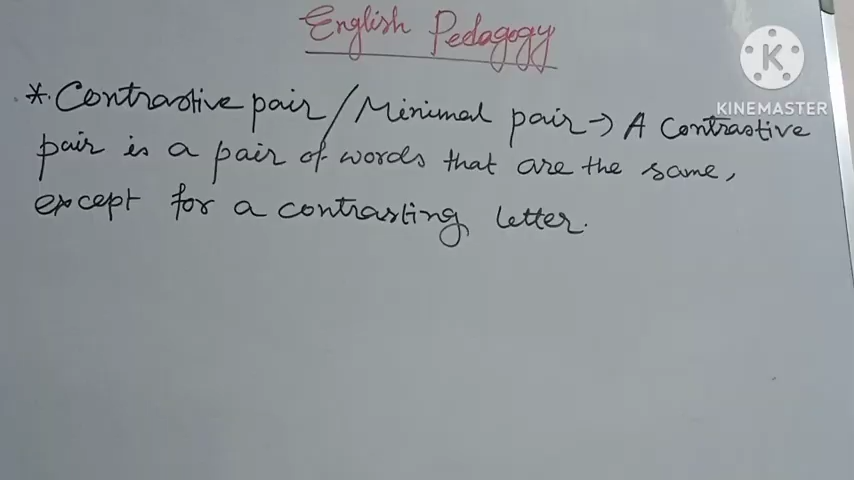 English Pedagogy
K
KINEMASTER
*. Contrastive pair / Minimal pair → A contrastive
pair is a pair of words that are the same,
except for a contrasting letter.